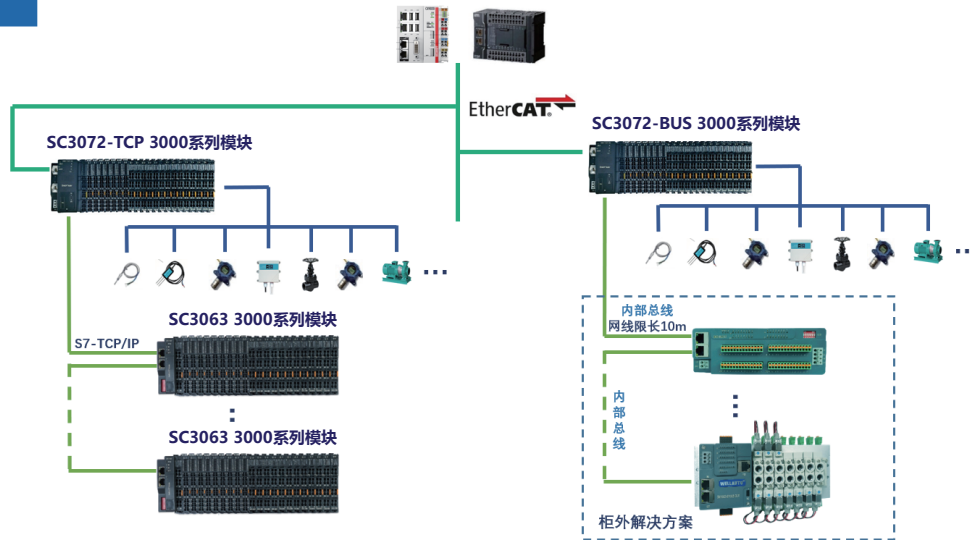 EtherCAT®
SC3072-TCP 3000系列模块
SC3072-BUS 3000系列模块
SC3063 3000系列模块
S7-TCP/IP
SC3063 3000系列模块
内部总线
网线限长10m
内部总线
WELLAUTO
柜外解决方案